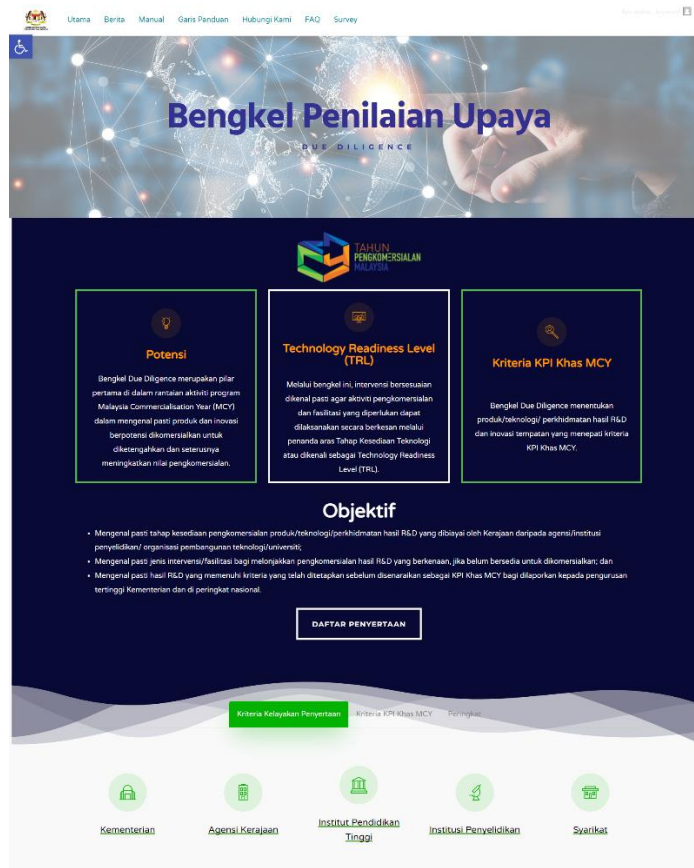 Utama Berita Manual Garis Panduan Hubungi Kami FAQ Survey
Bengkel Penilaian Upaya
DUE DILIGENCE
TAHUN
PENGKOMERSIALAN
MALAYSIA
Potensi
Bengkel Due Diligence merupakan pilar
pertama di dalam rantaian aktiviti program
Malaysia Commercialisation Year (MCY)
dalam mengenal pasti produk dan inovasi
berpotensi dikomersialkan untuk
diketengahkan dan seterusnya
meningkatkan nilai pengkomersialan.
Technology Readiness Level
(TRL)
Melalui bengkel ini, intervensi bersesuaian
dikenal pasti agar aktiviti pengkomersialan
dan fasilitasi yang diperlukan dapat
dilaksanakan secara berkesan melalui
penanda aras Tahap Kesediaan Teknologi
atau dikenali sebagai Technology Readiness
Level (TRL).
Kriteria KPI Khas MCY
Bengkel Due Diligence menentukan
produk/teknologi/ perkhidmatan hasil R&D
dan inovasi tempatan yang menepati kriteria
KPI Khas MCY.
Objektif
• Mengenal pasti tahap kesediaan pengkomersialan produk/teknologi/perkhidmatan hasil R&D yang dibiayai oleh Kerajaan daripada agensi/institusi
penyelidikan/ organisasi pembangunan teknologi/universiti;
• Mengenal pasti jenis intervensi/fasilitasi bagi melonjakkan pengkomersialan hasil R&D yang berkenaan, jika belum bersedia untuk dikomersialkan; dan
• Mengenal pasti hasil R&D yang memenuhi kriteria yang telah ditetapkan sebelum disenaraikan sebagai KPI Khas MCY bagi dilaporkan kepada pengurusan
tertinggi Kementerian dan di peringkat nasional.
DAFTAR PENYERTAAN
Kriteria Kelayakan Penyertaan Kriteria KPI Khas MCY Peringkat
Kementerian
Agensi Kerajaan
Institut Pendidikan
Tinggi
Institusi Penyelidikan
Syarikat